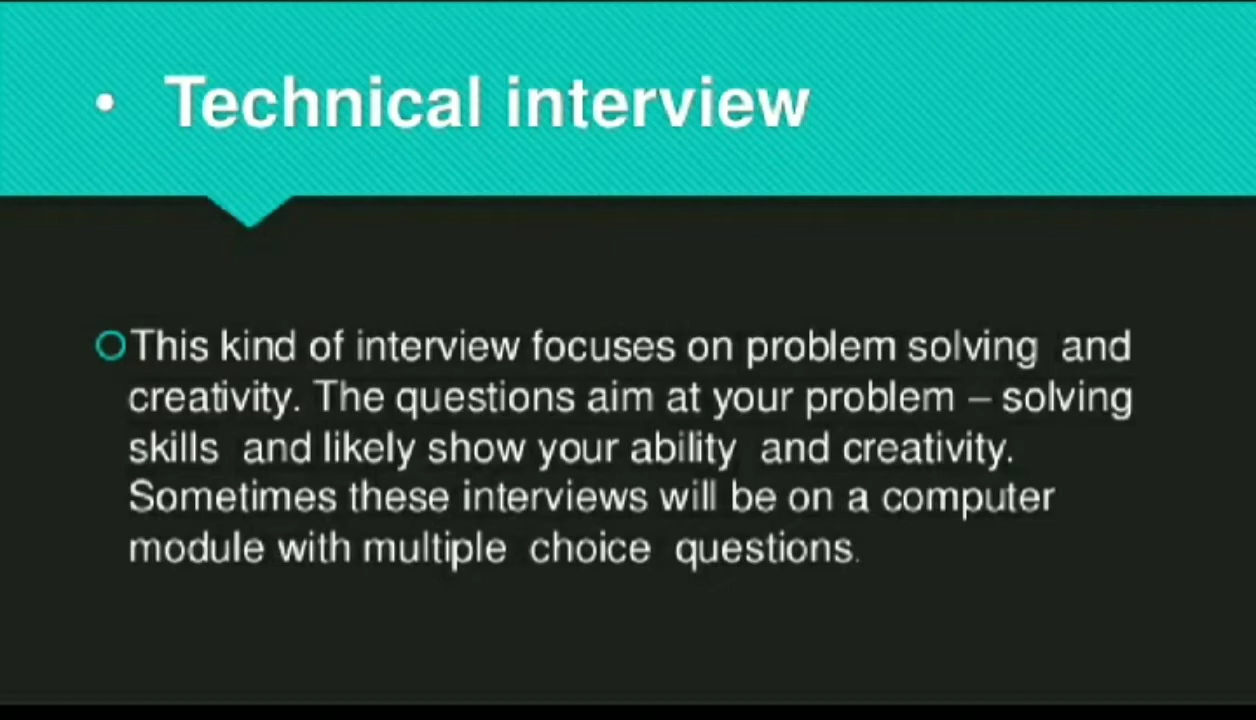 • Technical interview
This kind of interview focuses on problem solving and
creativity. The questions aim at your problem – solving
skills and likely show your ability and creativity.
Sometimes these interviews will be on a computer
module with multiple choice questions.